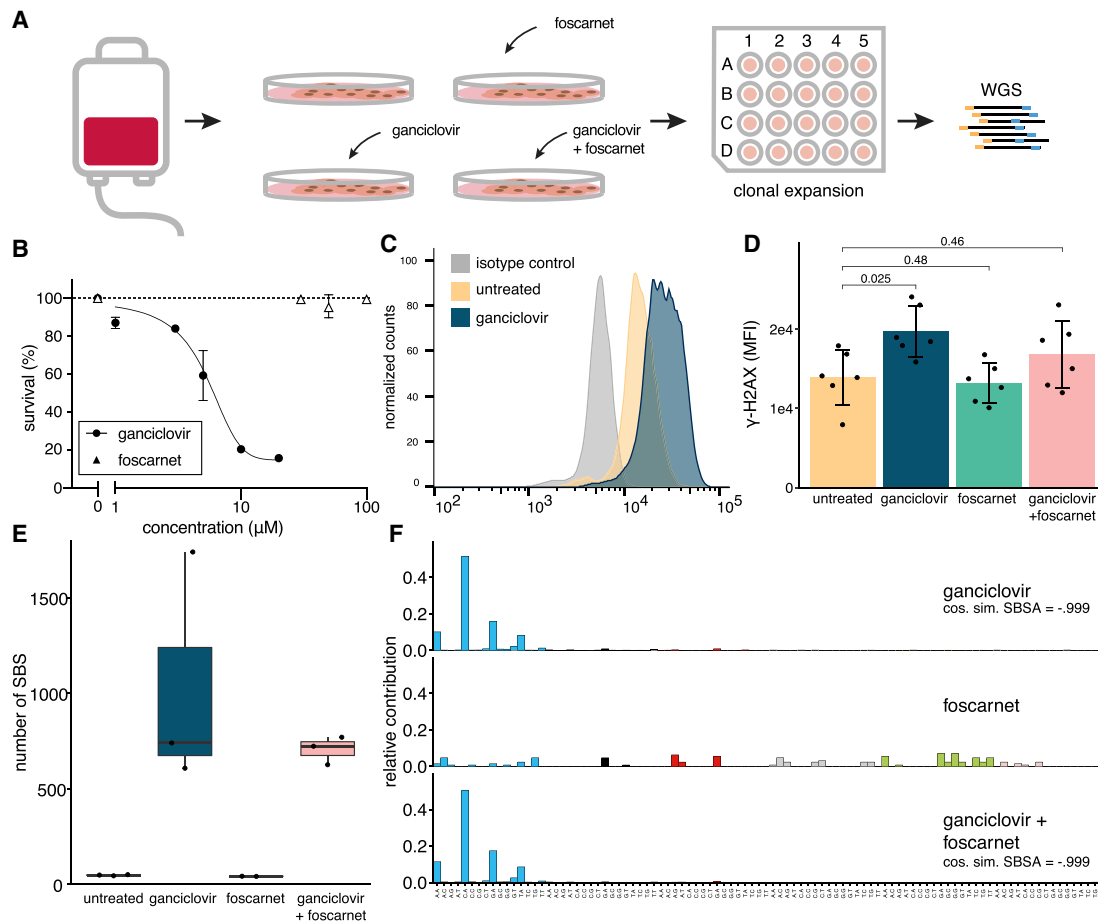 A
foscarnet
ganciclovir
ganciclovir
+ foscarnet
1 2 3 4 5
A
B
C
D
clonal expansion
WGS
B
survival (%)
100
80
60
40
20
0
ganciclovir
foscarnet
0 1 10 100
concentration (µM)
C
isotype control
untreated
ganciclovir
normalized counts
100
80
60
40
20
0
10² 10³ 10⁴ 10⁵
D
0.46
0.48
0.025
γ-H2AX (MFI)
2e4
1e4
0
untreated ganciclovir foscarnet ganciclovir
+foscarnet
E
number of SBS
1500
1000
500
0
untreated ganciclovir foscarnet ganciclovir
+ foscarnet
F
relative contribution
0.4
0.2
0.0
ganciclovir
cos. sim. SBSA = -.999
0.4
0.2
0.0
foscarnet
0.4
0.2
0.0
ganciclovir +
foscarnet
cos. sim. SBSA = -.999